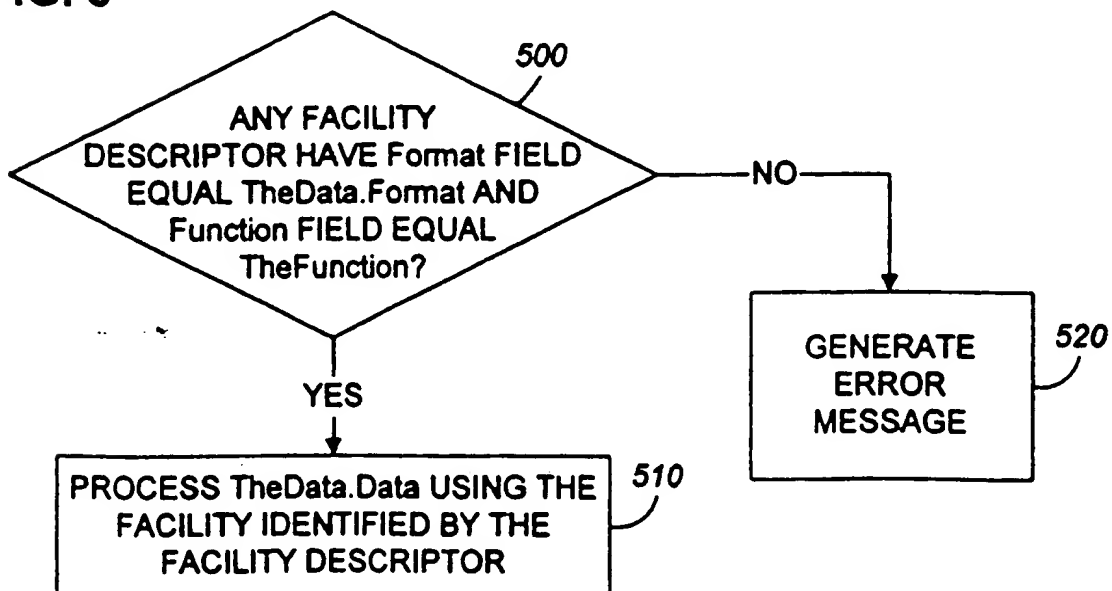 500
ANY FACILITY
DESCRIPTOR HAVE Format FIELD
EQUAL TheData.Format AND
Function FIELD EQUAL
TheFunction?
NO
YES
GENERATE
ERROR
MESSAGE
520
PROCESS TheData.Data USING THE
FACILITY IDENTIFIED BY THE
FACILITY DESCRIPTOR
510